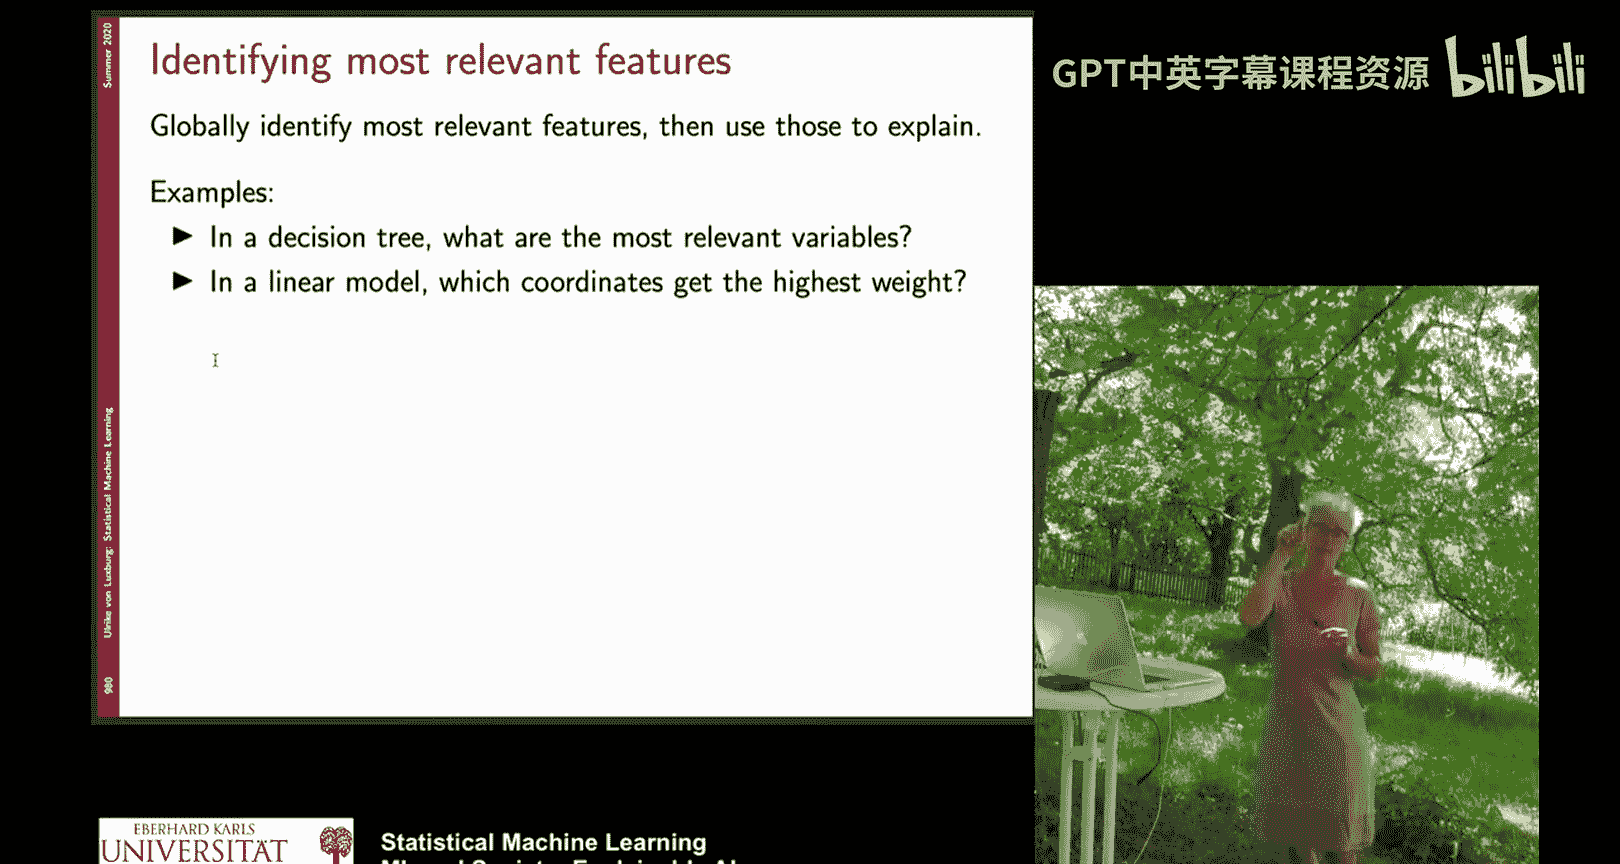 Identifying most relevant features
Globally identify most relevant features, then use those to explain.
Examples:
▶ In a decision tree, what are the most relevant variables?
▶ In a linear model, which coordinates get the highest weight?
Summer 2020
Ulrike von Luxburg: Statistical Machine Learning
980
GPT中英字幕课程资源
bilibili
EBERHARD KARLS
UNIVERSITÄT
Statistical Machine Learning